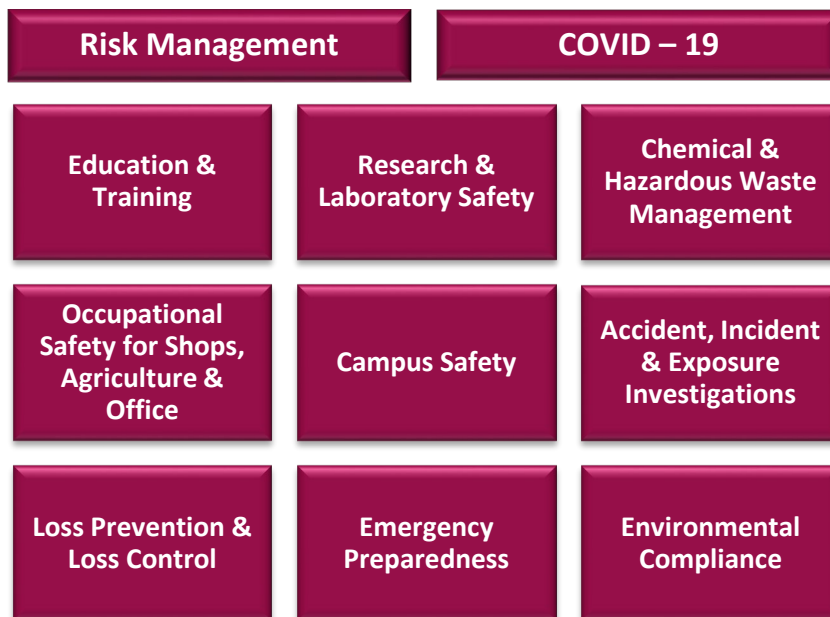 Risk Management
COVID – 19
Education &
Training
Research &
Laboratory Safety
Chemical &
Hazardous Waste
Management
Occupational
Safety for Shops,
Agriculture &
Office
Campus Safety
Accident, Incident
& Exposure
Investigations
Loss Prevention &
Loss Control
Emergency
Preparedness
Environmental
Compliance